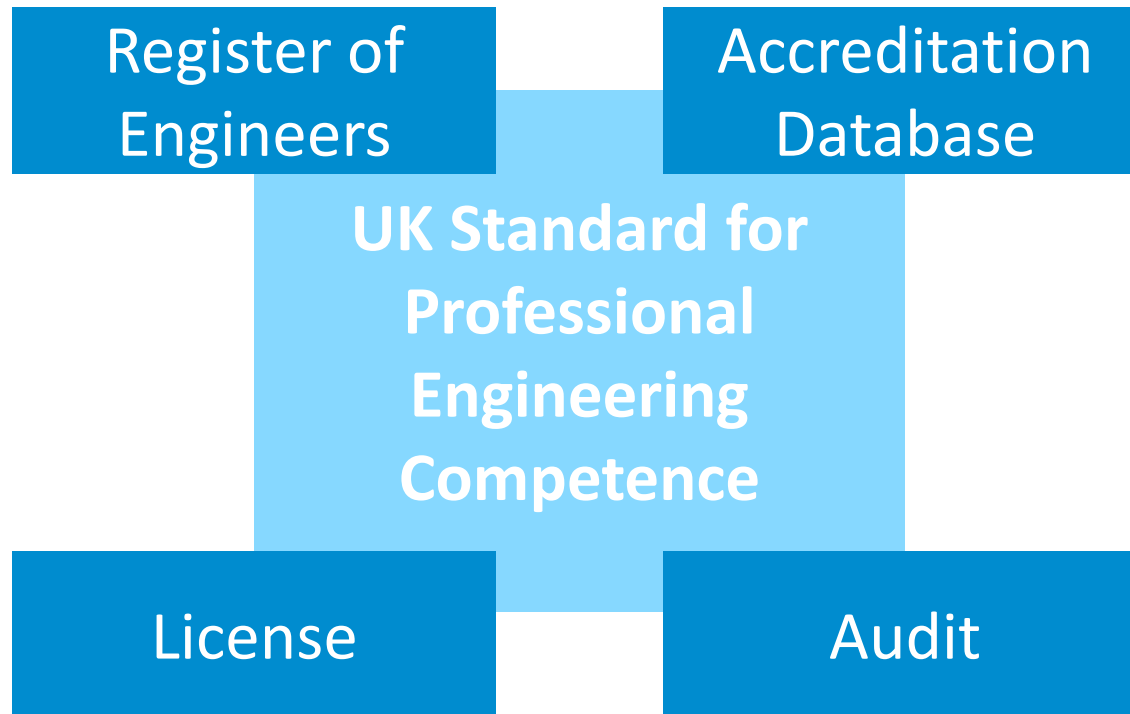 Register of
Engineers
Accreditation
Database
UK Standard for
Professional
Engineering
Competence
License
Audit